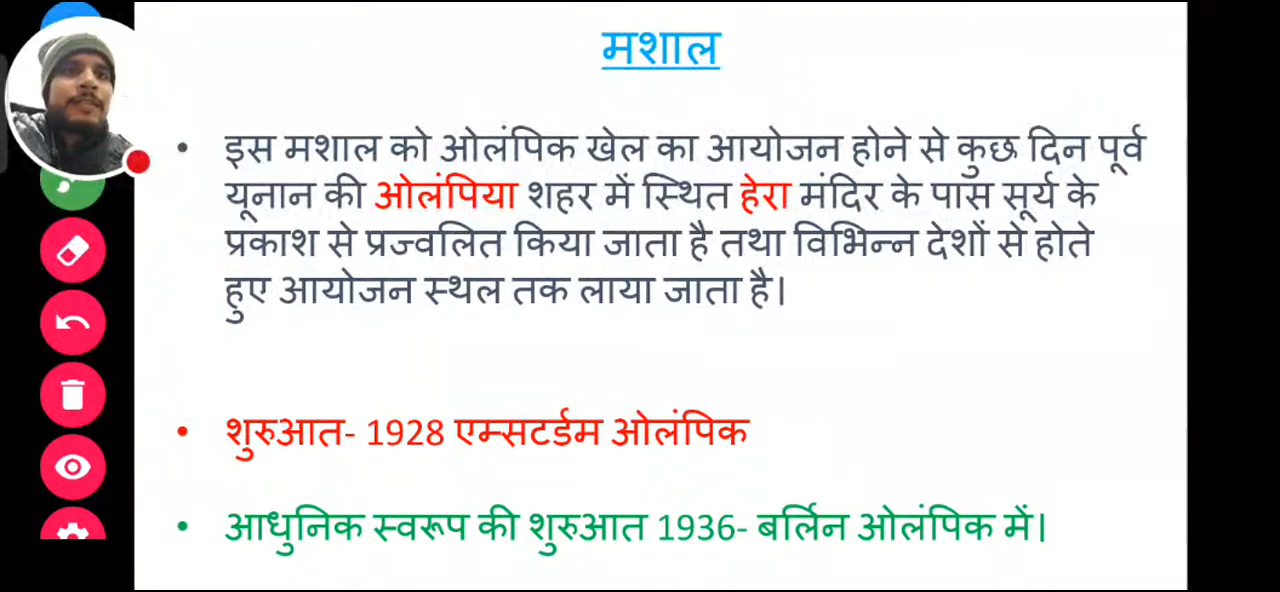 मशाल
• इस मशाल को ओलंपिक खेल का आयोजन होने से कुछ दिन पूर्व
यूनान की ओलंपिया शहर में स्थित हेरा मंदिर के पास सूर्य के
प्रकाश से प्रज्वलित किया जाता है तथा विभिन्न देशों से होते
हुए आयोजन स्थल तक लाया जाता है।
• शुरुआत- 1928 एम्सटर्डम ओलंपिक
• आधुनिक स्वरूप की शुरुआत 1936- बर्लिन ओलंपिक में।